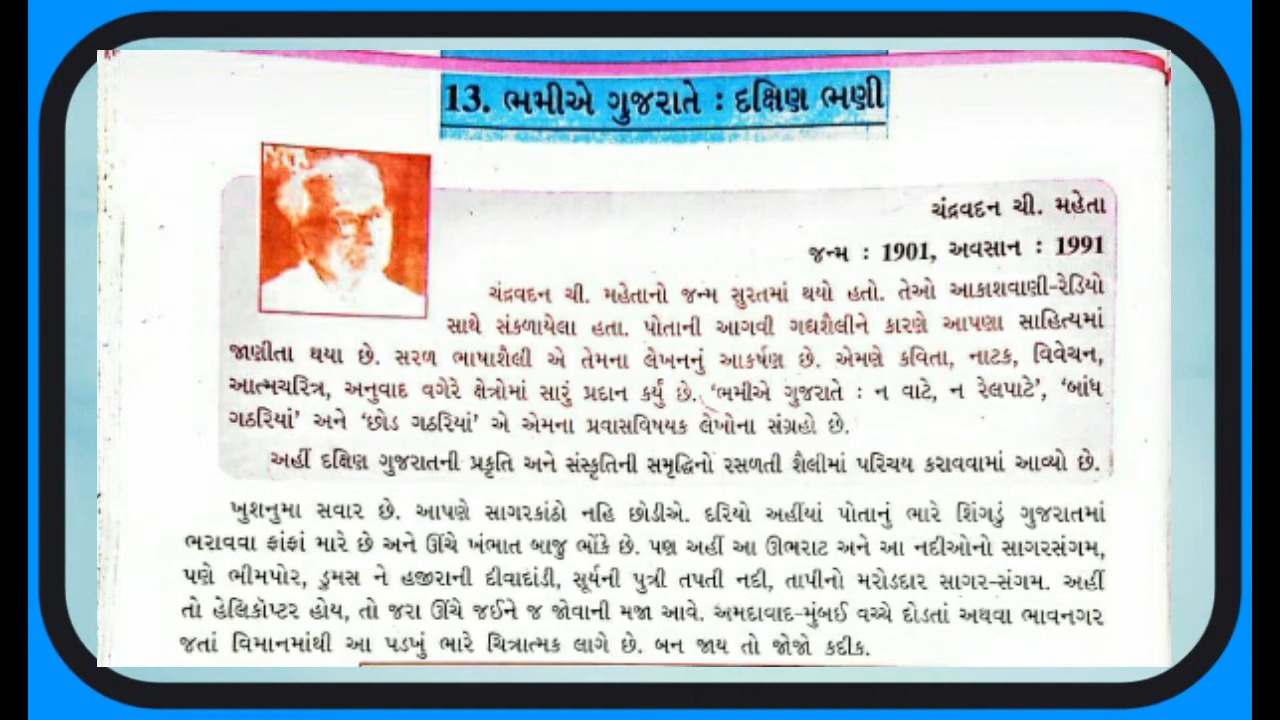 13. ભમીએ ગુજરાતે : દક્ષિણ ભણી
ચંદ્રવદન ચી. મહેતા
જન્મ : 1901, અવસાન : 1991
ચંદ્રવદન ચી. મહેતાનો જન્મ સુરતમાં થયો હતો. તેઓ આકાશવાણી-રેડિયો
સાથે સંકળાયેલા હતા. પોતાની આગવી ગદ્યશૈલીને કારણે આપણા સાહિત્યમાં
જાણીતા થયા છે. સરળ ભાષાશૈલી એ તેમના લેખનનું આકર્ષણ છે. એમણે કવિતા, નાટક, વિવેચન,
આત્મચરિત્ર, અનુવાદ વગેરે ક્ષેત્રોમાં સારું પ્રદાન કર્યું છે. ‘ભમીએ ગુજરાતે : ન વાટે, ન રેલપાટે’, ‘બાંધ
ગઠરિયાં’ અને ‘છોડ ગઠરિયાં’ એ એમના પ્રવાસવિષયક લેખોના સંગ્રહો છે.
અહીં દક્ષિણ ગુજરાતની પ્રકૃતિ અને સંસ્કૃતિની સમૃદ્ધિનો રસળતી શૈલીમાં પરિચય કરાવવામાં આવ્યો છે.
ખુશનુમા સવાર છે. આપણે સાગરકાંઠો નહિ છોડીએ. દરિયો અહીંયાં પોતાનું ભારે શિંગડું ગુજરાતમાં
ભરાવવા ફાંફાં મારે છે અને ઊંચે ખંભાત બાજુ ભોંકે છે. પણ અહીં આ ઊભરાટ અને આ નદીઓનો સાગરસંગમ,
પણે ભીમપોર, ડુમસ ને હજીરાની દીવાદાંડી, સૂર્યની પુત્રી તપતી નદી, તાપીનો મરોડદાર સાગર-સંગમ. અહીં
તો હેલિકૉપ્ટર હોય, તો જરા ઊંચે જઈને જ જોવાની મજા આવે. અમદાવાદ-મુંબઈ વચ્ચે દોડતાં અથવા ભાવનગર
જતાં વિમાનમાંથી આ પડખું ભારે ચિત્રાત્મક લાગે છે. બન જાય તો જોજો કદીક.